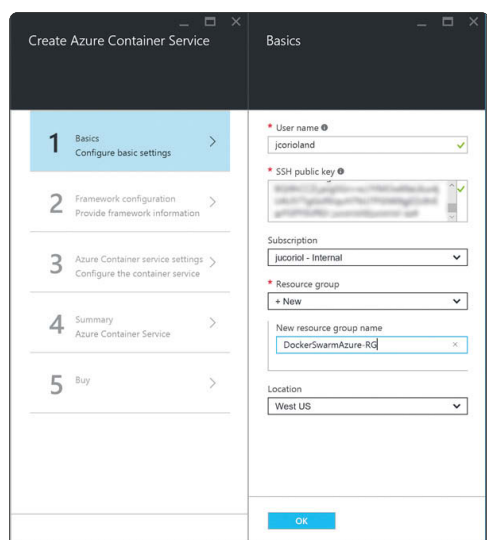 Create Azure Container Service
1
Basics
Configure basic settings
2
Framework configuration
Provide framework information
3
Azure Container service settings
Configure the container service
4
Summary
Azure Container Service
5
Buy
Basics
* User name
jcorioland
* SSH public key
Subscription
jucoriol - Internal
* Resource group
+ New
New resource group name
DockerSwarmAzure-RG
Location
West US
OK